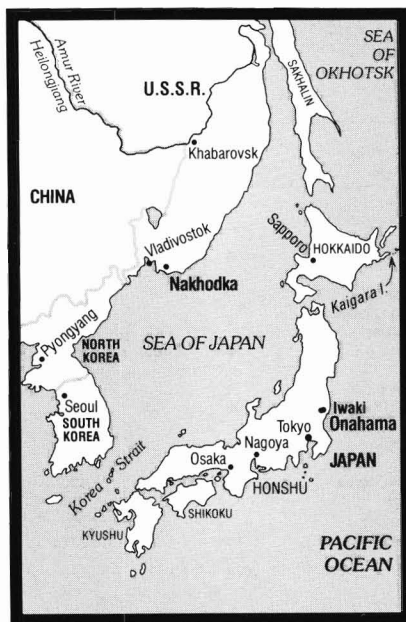 SEA
OF
OKHOTSK
Amur River
Heilongjiang
U.S.S.R.
SAKHALIN
Khabarovsk
CHINA
Vladivostok
Nakhodka
Sapporo
HOKKAIDO
Kaigara I.
Pyongyang
NORTH
KOREA
SEA OF JAPAN
Seoul
SOUTH
KOREA
Iwaki
Onahama
Tokyo
Nagoya
JAPAN
Osaka
HONSHU
Korea Strait
SHIKOKU
KYUSHU
PACIFIC
OCEAN